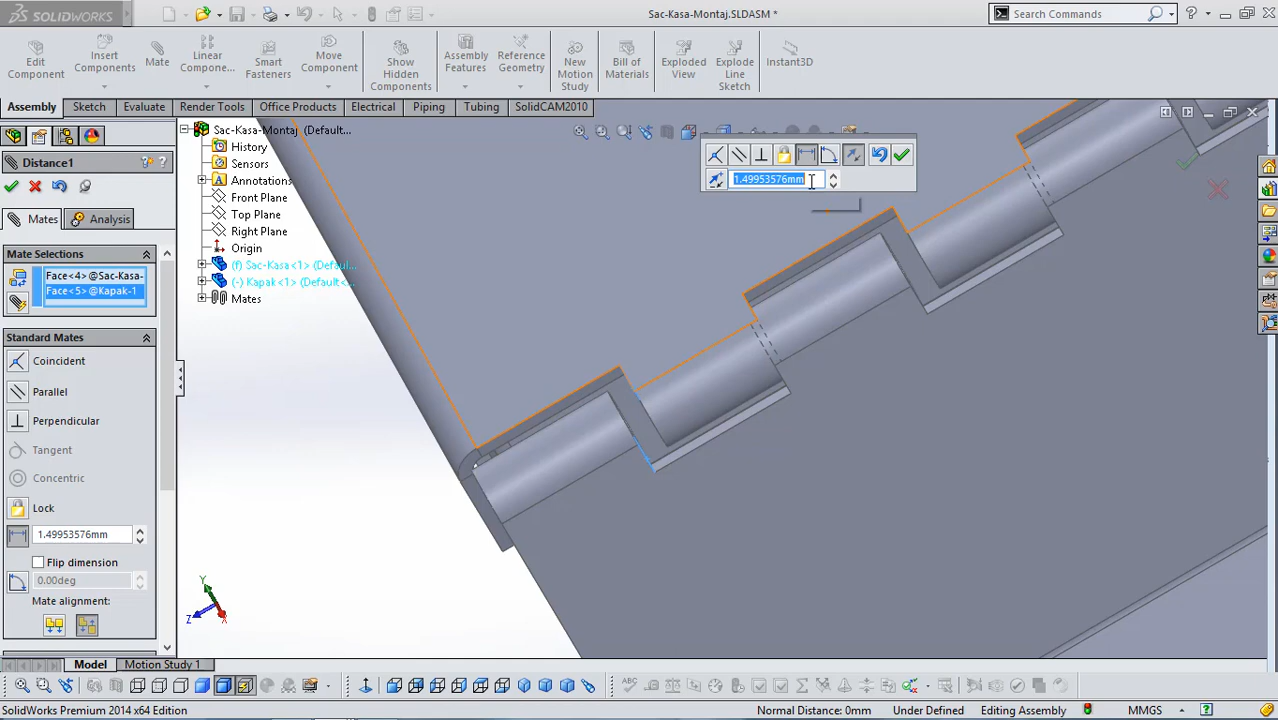 SOLIDWORKS
Sac-Kasa-Montaj.SLDASM *
Search Commands
Edit Component
Insert Components
Mate
Linear Compone...
Smart Fasteners
Move Component
Show Hidden Components
Assembly Features
Reference Geometry
New Motion Study
Bill of Materials
Exploded View
Explode Line Sketch
Instant3D
Assembly
Sketch
Evaluate
Render Tools
Office Products
Electrical
Piping
Tubing
SolidCAM2010
Distance1
Mates
Analysis
Mate Selections
Face<4>@Sac-Kasa-
Face<5>@Kapak-1
Standard Mates
Coincident
Parallel
Perpendicular
Tangent
Concentric
Lock
1.49953576mm
Flip dimension
0.00deg
Mate alignment:
Sac-Kasa-Montaj (Default...
History
Sensors
Annotations
Front Plane
Top Plane
Right Plane
Origin
(f) Sac-Kasa<1> (Defaul...
(-) Kapak<1> (Default<...
Mates
1.49953576mm
Y
Z
X
Model
Motion Study 1
SolidWorks Premium 2014 x64 Edition
Normal Distance: 0mm
Under Defined
Editing Assembly
MMGS